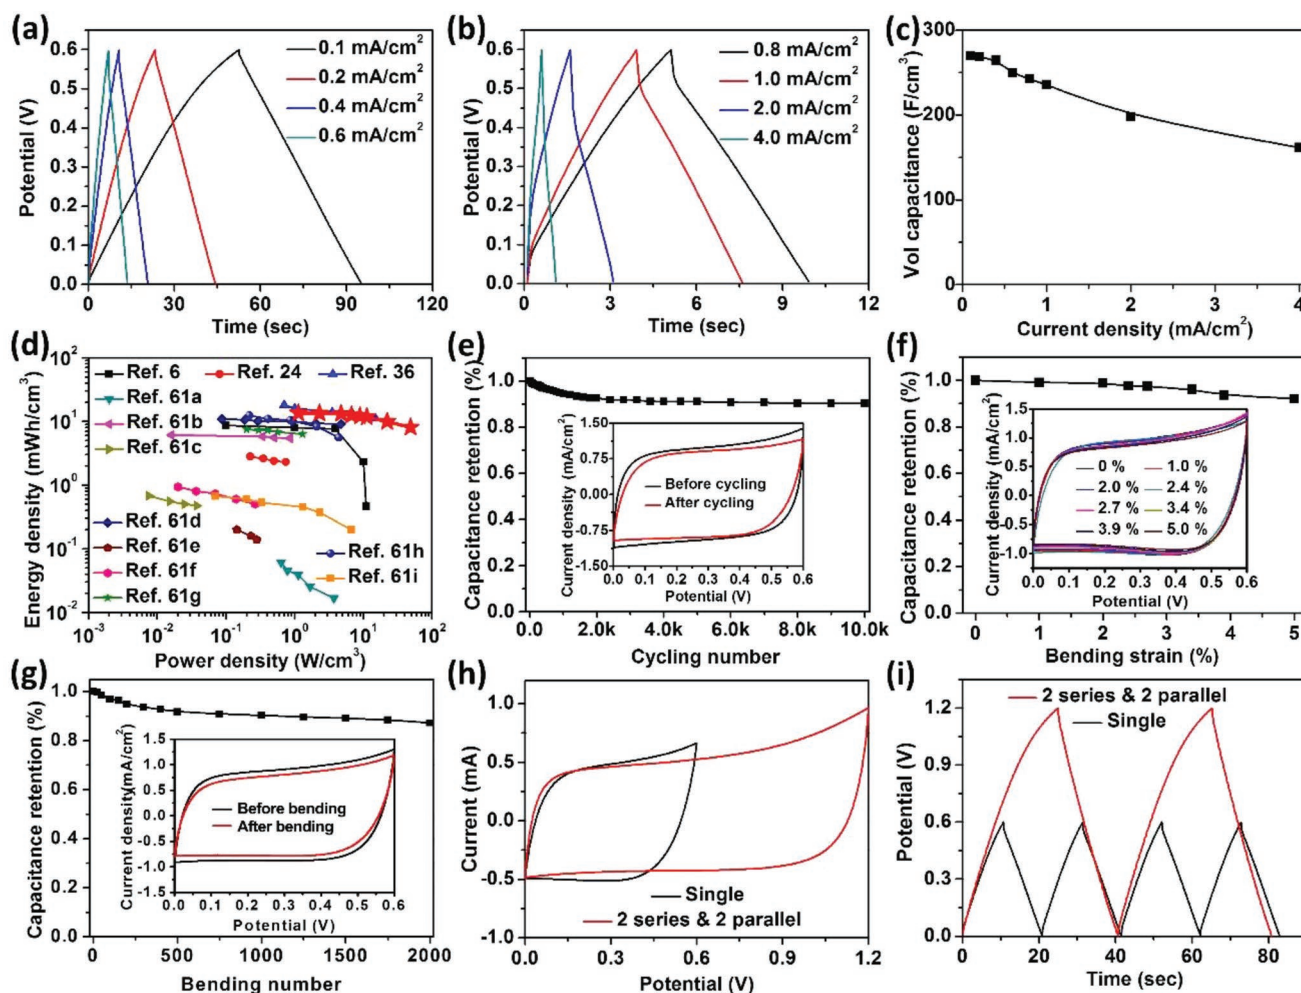 (a)
0.6
0.5
0.4
0.3
0.2
0.1
0.0
Potential (V)
0.1 mA/cm²
0.2 mA/cm²
0.4 mA/cm²
0.6 mA/cm²
0 30 60 90 120
Time (sec)
(b)
0.6
0.5
0.4
0.3
0.2
0.1
0.0
Potential (V)
0.8 mA/cm²
1.0 mA/cm²
2.0 mA/cm²
4.0 mA/cm²
0 3 6 9 12
Time (sec)
(c)
300
200
100
0
Vol capacitance (F/cm³)
0 1 2 3 4
Current density (mA/cm²)
(d)
10²
10¹
10⁰
10⁻¹
10⁻²
Energy density (mWh/cm³)
Ref. 6 Ref. 24 Ref. 36
Ref. 61a
Ref. 61b
Ref. 61c
Ref. 61d
Ref. 61e Ref. 61h
Ref. 61f Ref. 61i
Ref. 61g
10⁻³ 10⁻² 10⁻¹ 10⁰ 10¹ 10²
Power density (W/cm³)
(e)
1.0
0.8
0.6
0.4
0.2
0.0
Capacitance retention (%)
1.50
0.75
0.00
-0.75
-1.50
Current density (mA/cm²)
Before cycling
After cycling
0.0 0.1 0.2 0.3 0.4 0.5 0.6
Potential (V)
0.0 2.0k 4.0k 6.0k 8.0k 10.0k
Cycling number
(f)
1.0
0.8
0.6
0.4
0.2
0.0
Capacitance retention (%)
1.5
1.0
0.5
0.0
-0.5
-1.0
Current density (mA/cm²)
0 % 1.0 %
2.0 % 2.4 %
2.7 % 3.4 %
3.9 % 5.0 %
0.0 0.1 0.2 0.3 0.4 0.5 0.6
Potential (V)
0 1 2 3 4 5
Bending strain (%)
(g)
1.0
0.8
0.6
0.4
0.2
0.0
Capacitance retention (%)
1.5
1.0
0.5
0.0
-0.5
-1.0
-1.5
Current density(mA/cm²)
Before bending
After bending
0.0 0.1 0.2 0.3 0.4 0.5 0.6
Potential (V)
0 500 1000 1500 2000
Bending number
(h)
1.0
0.5
0.0
-0.5
-1.0
Current (mA)
Single
2 series & 2 parallel
0.0 0.2 0.4 0.6 0.8 1.0 1.2
Potential (V)
(i)
1.2
0.9
0.6
0.3
0.0
Potential (V)
2 series & 2 parallel
Single
0 20 40 60 80
Time (sec)